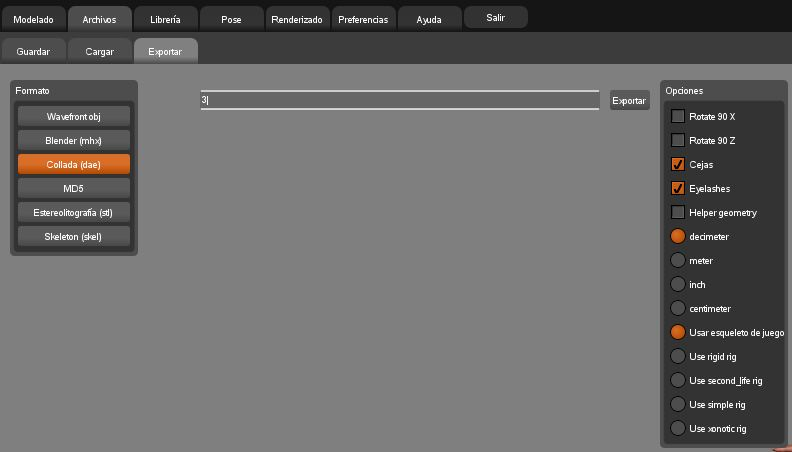 Modelado Archivos Librería Pose Renderizado Preferencias Ayuda Salir
Guardar Cargar Exportar
Formato
Wavefront obj
Blender (mhx)
Collada (dae)
MD5
Estereolitografía (stl)
Skeleton (skel)
3
Exportar
Opciones
Rotate 90 X
Rotate 90 Z
Cejas
Eyelashes
Helper geometry
decimeter
meter
inch
centimeter
Usar esqueleto de juego
Use rigid rig
Use second_life rig
Use simple rig
Use xonotic rig